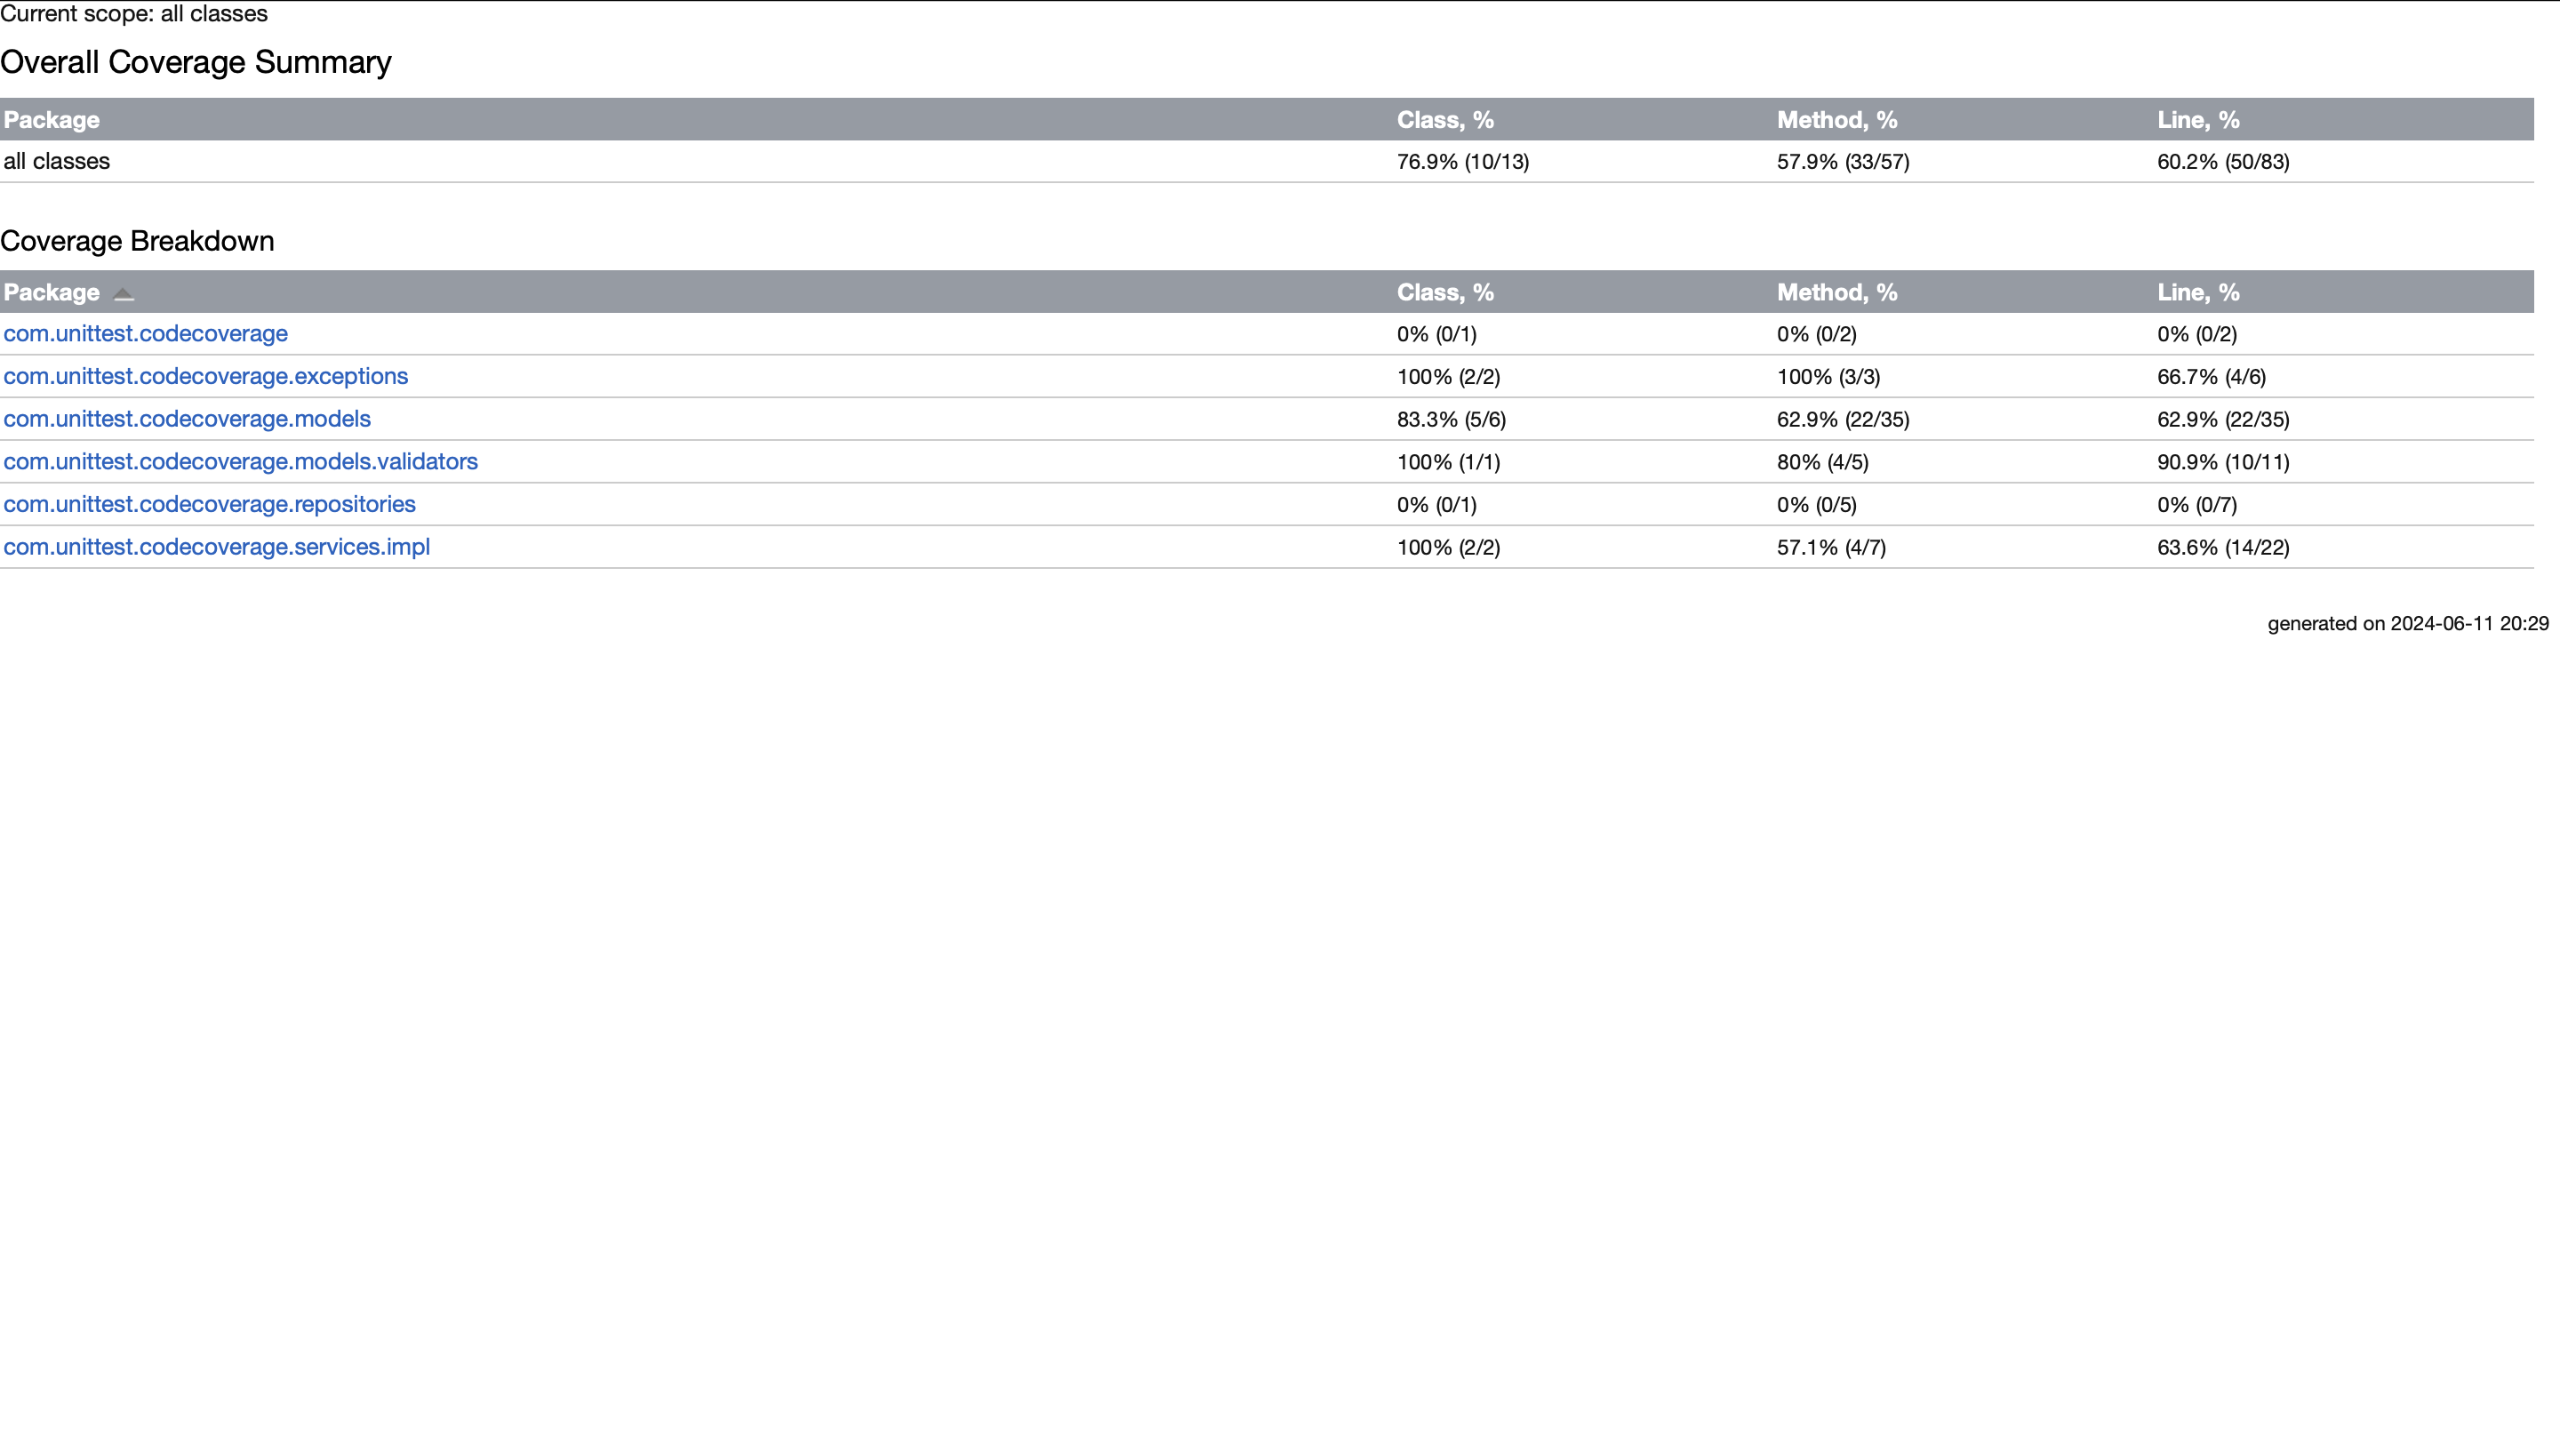 Current scope: all classes
Overall Coverage Summary
Package Class, % Method, % Line, %
all classes 76.9% (10/13) 57.9% (33/57) 60.2% (50/83)
Coverage Breakdown
Package Class, % Method, % Line, %
com.unittest.codecoverage 0% (0/1) 0% (0/2) 0% (0/2)
com.unittest.codecoverage.exceptions 100% (2/2) 100% (3/3) 66.7% (4/6)
com.unittest.codecoverage.models 83.3% (5/6) 62.9% (22/35) 62.9% (22/35)
com.unittest.codecoverage.models.validators 100% (1/1) 80% (4/5) 90.9% (10/11)
com.unittest.codecoverage.repositories 0% (0/1) 0% (0/5) 0% (0/7)
com.unittest.codecoverage.services.impl 100% (2/2) 57.1% (4/7) 63.6% (14/22)
generated on 2024-06-11 20:29